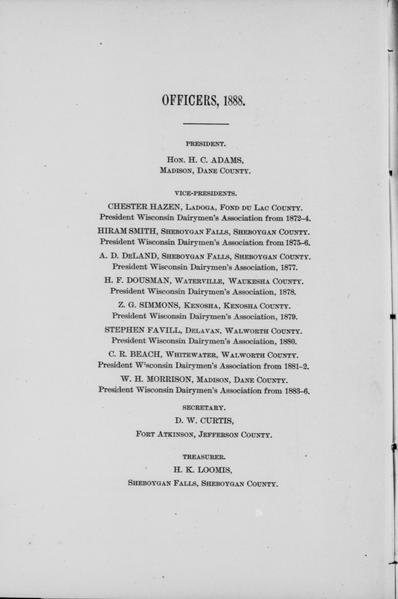 OFFICERS, 1888.
PRESIDENT.
HON. H. C. ADAMS,
MADISON, DANE COUNTY.
VICE-PRESIDENTS.
CHESTER HAZEN, LADOGA, FOND DU LAC COUNTY.
President Wisconsin Dairymen's Association from 1872-4.
HIRAM SMITH, SHEBOYGAN FALLS, SHEBOYGAN COUNTY.
President Wisconsin Dairymen's Association from 1875-6.
A. D. DELAND, SHEBOYGAN FALLS, SHEBOYGAN COUNTY.
President Wisconsin Dairymen's Association, 1877.
H. F. DOUSMAN, WATERVILLE, WAUKESHA COUNTY.
President Wisconsin Dairymen's Association, 1878.
Z. G. SIMMONS, KENOSHA, KENOSHA COUNTY.
President Wisconsin Dairymen's Association, 1879.
STEPHEN FAVILL, DELAVAN, WALWORTH COUNTY.
President Wisconsin Dairymen's Association, 1880.
C. R. BEACH, WHITEWATER, WALWORTH COUNTY.
President Wisconsin Dairymen's Association from 1881-2.
W. H. MORRISON, MADISON, DANE COUNTY.
President Wisconsin Dairymen's Association from 1883-6.
SECRETARY.
D. W. CURTIS,
FORT ATKINSON, JEFFERSON COUNTY.
TREASURER.
H. K. LOOMIS,
SHEBOYGAN FALLS, SHEBOYGAN COUNTY.